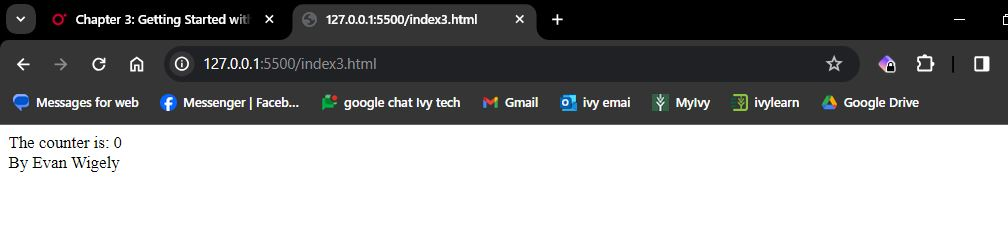 Chapter 3: Getting Started wit
127.0.0.1:5500/index3.html
127.0.0.1:5500/index3.html
Messages for web Messenger | Faceb... google chat Ivy tech Gmail ivy emai MyIvy ivylearn Google Drive
The counter is: 0
By Evan Wigely